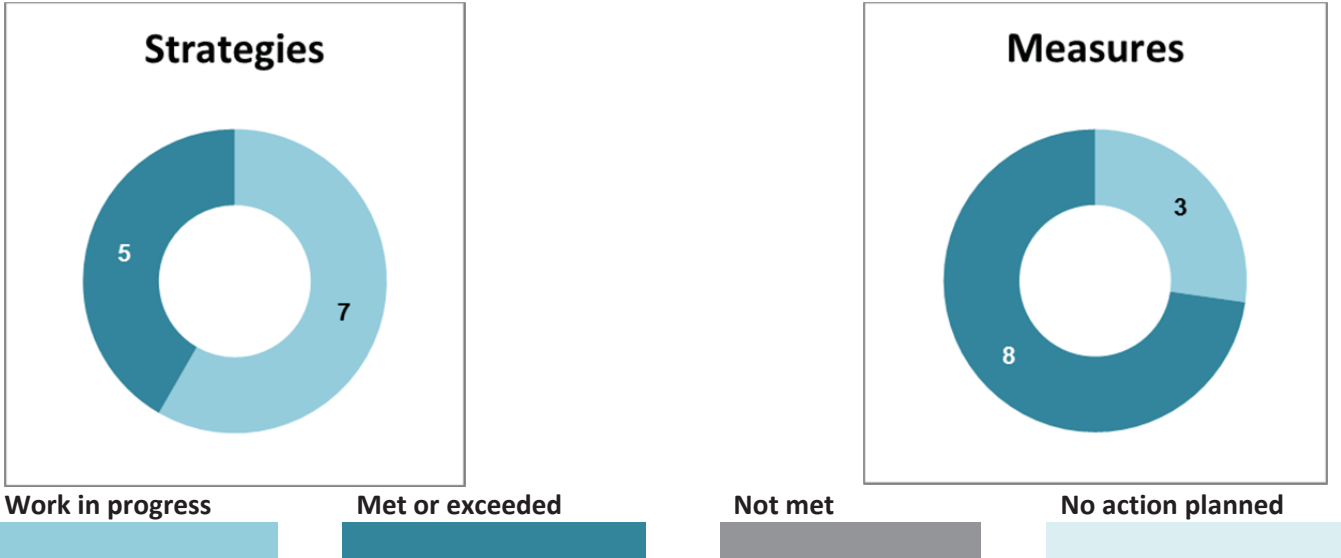 Strategies
5
7
Measures
3
8
Work in progress
Met or exceeded
Not met
No action planned